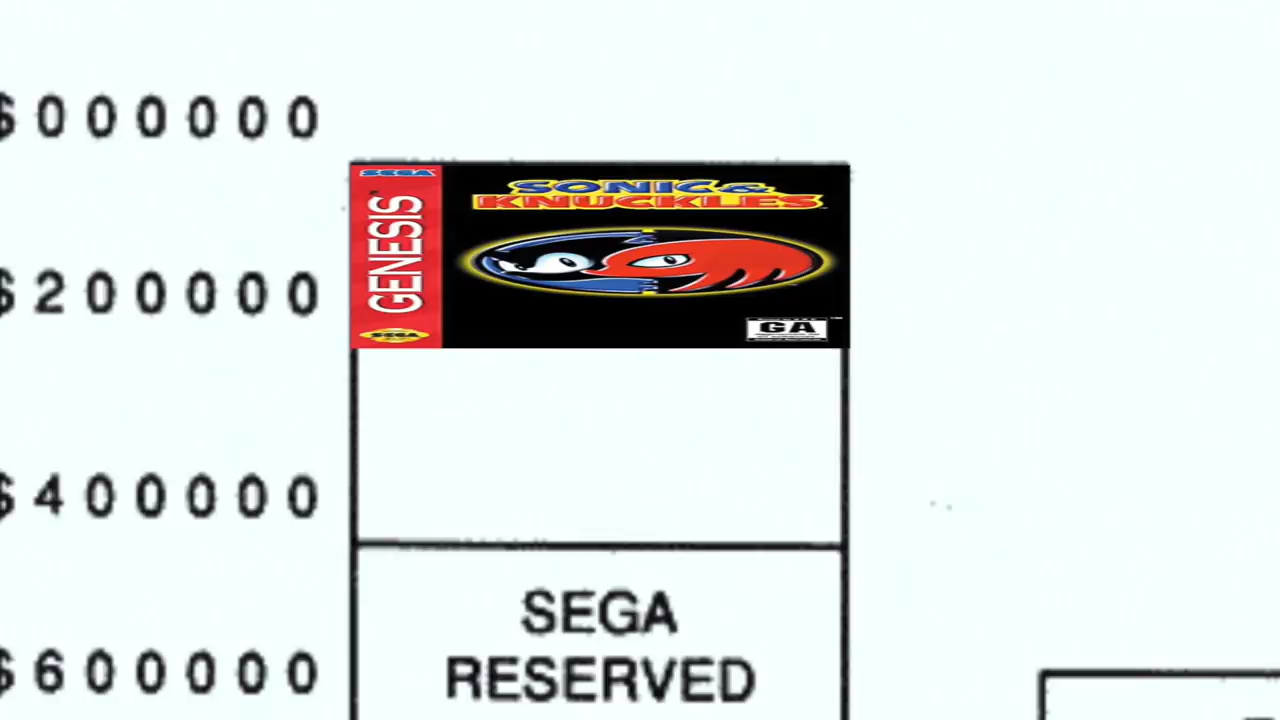 $000000
SEGA
GENESIS
SONIC &
KNUCKLES
$200000
GA
SEGA
$400000
SEGA
RESERVED
$600000